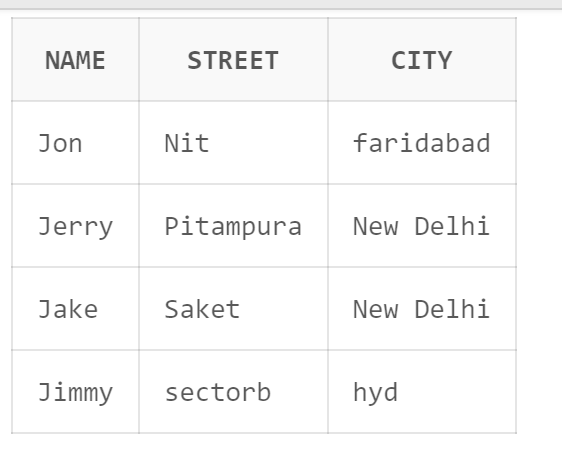 NAME STREET CITY
Jon Nit faridabad
Jerry Pitampura New Delhi
Jake Saket New Delhi
Jimmy sectorb hyd